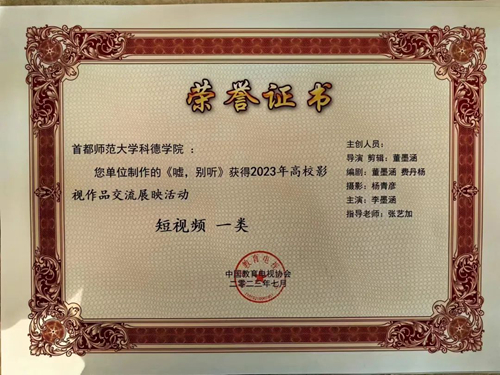 荣誉证书
首都师范大学科德学院 ：
您单位制作的《嘘，别听》获得2023年高校影
视作品交流展映活动
短视频 一类
主创人员：
导演 剪辑：董墨涵
编剧：董墨涵 费丹杨
摄影：杨青彦
主演：李墨涵
指导老师：张艺加
中国教育电视协会
二零二三年七月